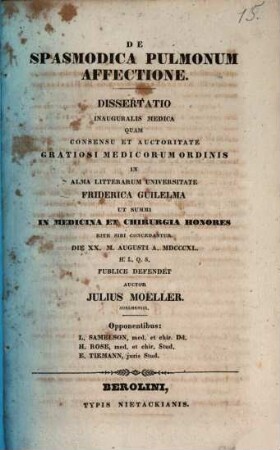 15.
DE
SPASMODICA PULMONUM
AFFECTIONE.
DISSERTATIO
INAUGURALIS MEDICA
QUAM
CONSENSU ET AUCTORITATE
GRATIOSI MEDICORUM ORDINIS
IN
ALMA LITTERARUM UNIVERSITATE
FRIDERICA GUILELMA
UT SUMMI
IN MEDICINA ET CHIRURGIA HONORES
RITE SIBI CONCEDANTUR
DIE XX. M. AUGUSTI A. MDCCCXL.
H. L. Q. S.
PUBLICE DEFENDET
AUCTOR
JULIUS MOËLLER.
Opponentibus:
L. SAMELSON, med. et chir. Dd.
H. ROSE, med. et chir. Stud.
E. TIEMANN, juris Stud.
BEROLINI,
TYPIS NIETACKIANIS.